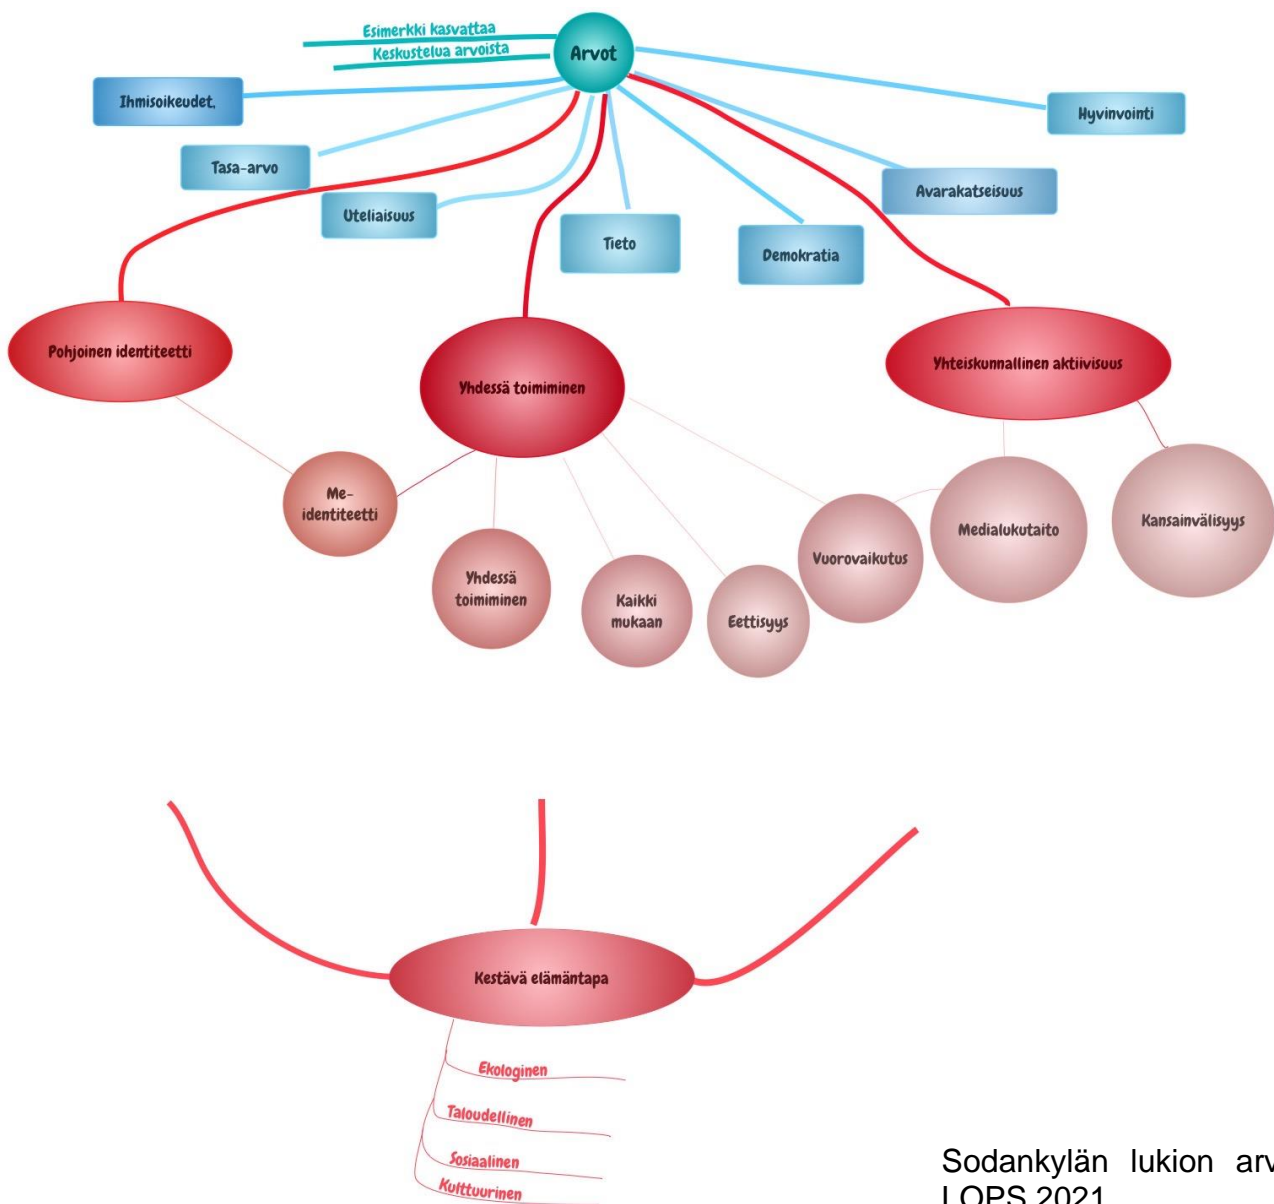 Esimerkki kasvattaa
Keskustelua arvoista
Arvot
Ihmisoikeudet.
Hyvinvointi
Tasa-arvo
Avarakatseisuus
Uteliaisuus
Tieto
Demokratia
Pohjoinen identiteetti
Yhdessä toimiminen
Yhteiskunnallinen aktiivisuus
Me-
identiteetti
Yhdessä
toimiminen
Kaikki
mukaan
Eettisyys
Vuorovaikutus
Medialukutaito
Kansainvälisyys
Kestävä elämäntapa
Ekologinen
Taloudellinen
Sosiaalinen
Kulttuurinen
Sodankylän lukion
LOPS 2021